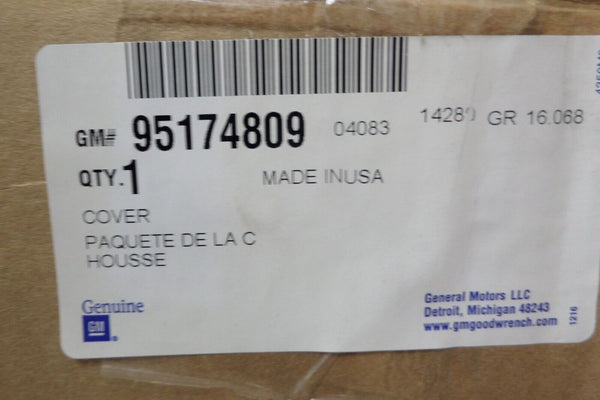 GM# 95174809 04083 14289 GR 16.068
QTY.1 MADE INUSA
COVER
PAQUETE DE LA C
HOUSSE
Genuine
GM
General Motors LLC
Detroit, Michigan 48243
www.gmgoodwrench.com
1216